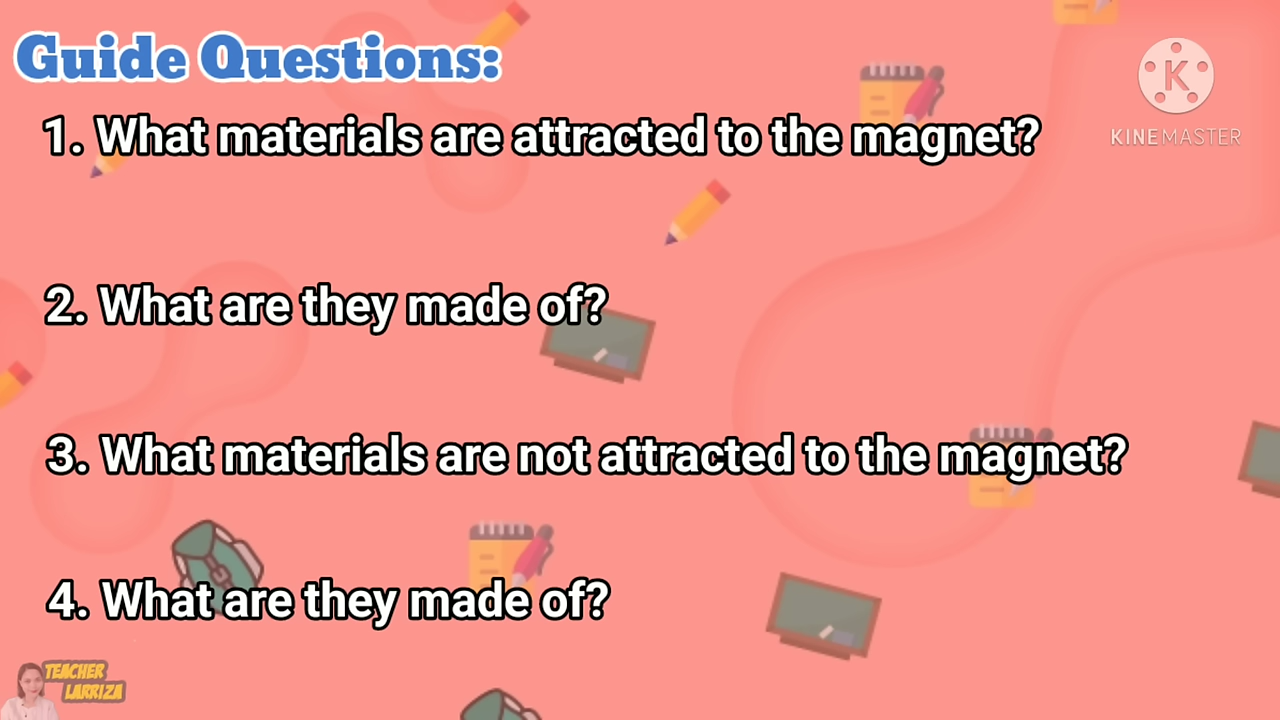 Guide Questions:
1. What materials are attracted to the magnet?
2. What are they made of?
3. What materials are not attracted to the magnet?
4. What are they made of?
K
KINEMASTER
TEACHER
LARRIZA